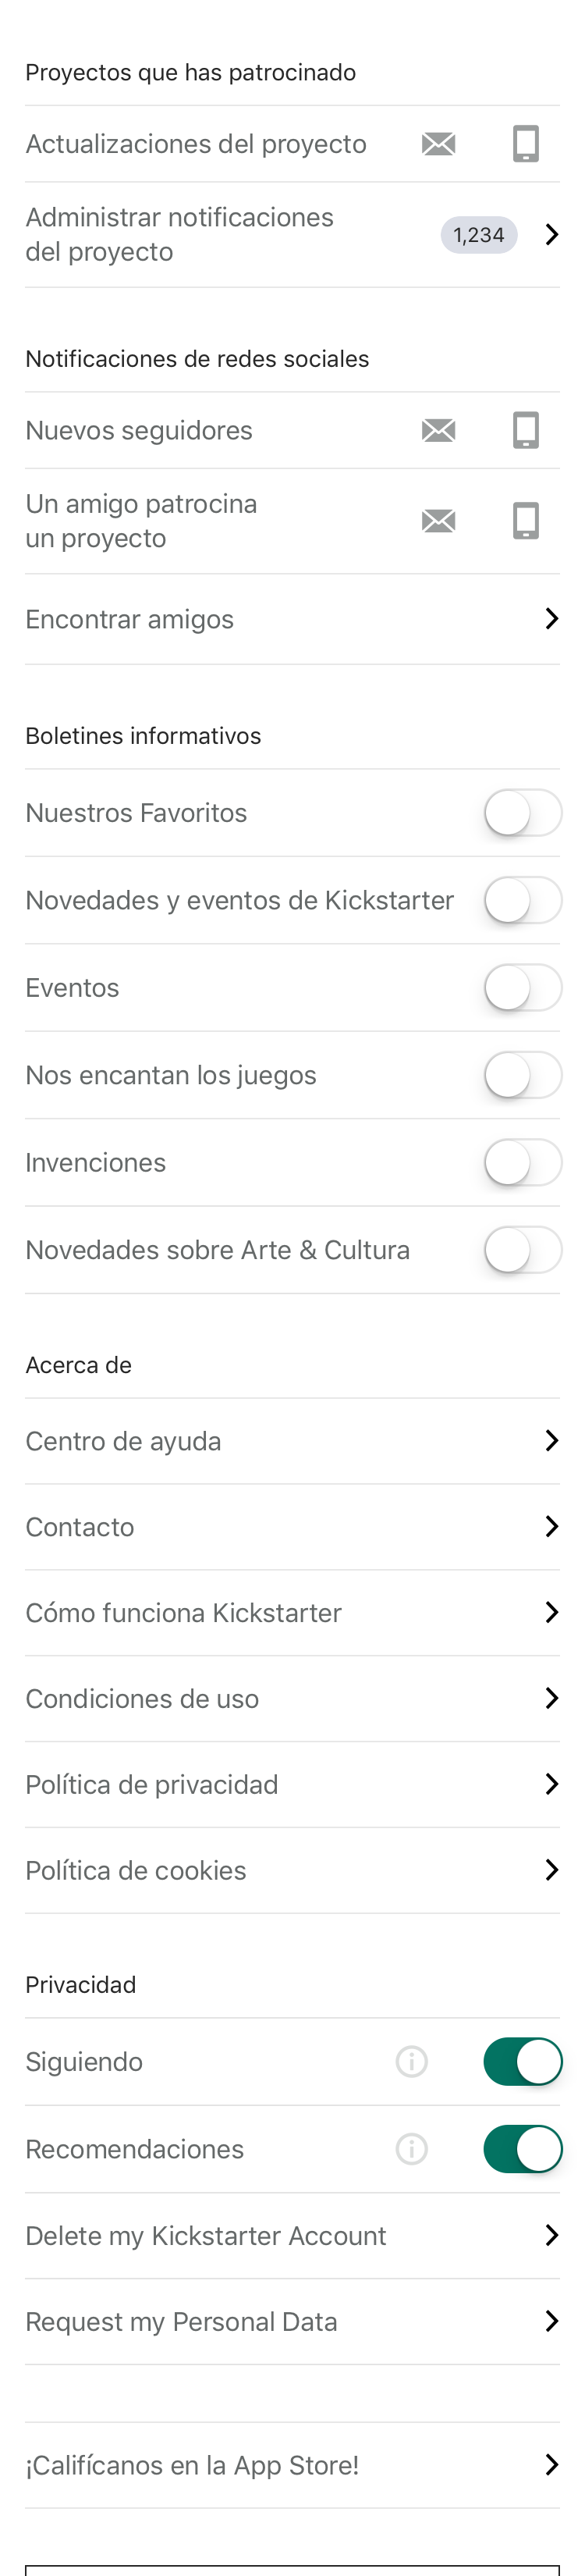 Proyectos que has patrocinado
Actualizaciones del proyecto
Administrar notificaciones
del proyecto
1,234
Notificaciones de redes sociales
Nuevos seguidores
Un amigo patrocina
un proyecto
Encontrar amigos
Boletines informativos
Nuestros Favoritos
Novedades y eventos de Kickstarter
Eventos
Nos encantan los juegos
Invenciones
Novedades sobre Arte & Cultura
Acerca de
Centro de ayuda
Contacto
Cómo funciona Kickstarter
Condiciones de uso
Política de privacidad
Política de cookies
Privacidad
Siguiendo
Recomendaciones
Delete my Kickstarter Account
Request my Personal Data
¡Califícanos en la App Store!